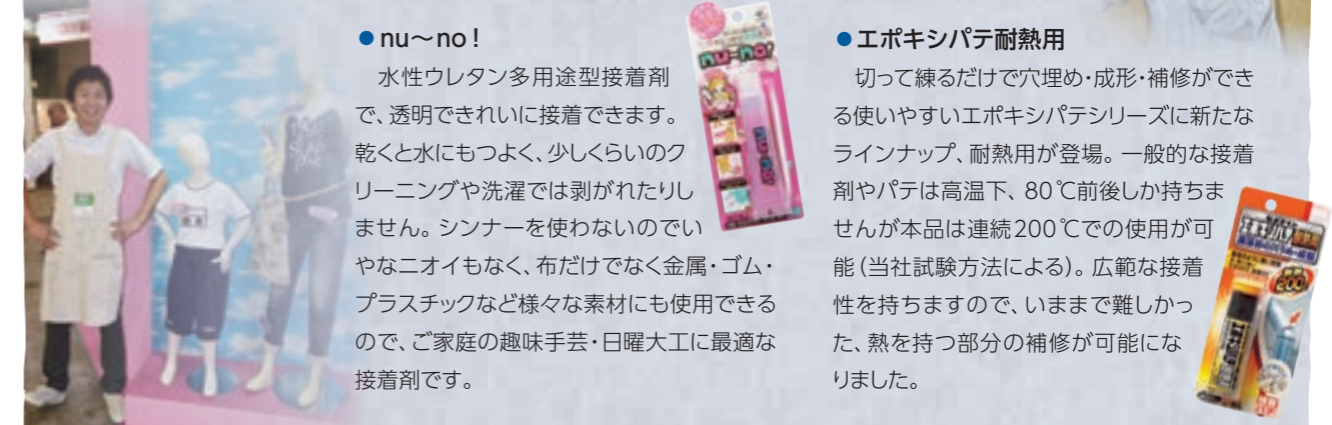 ●nu〜no!
水性ウレタン多用途型接着剤
で、透明できれいに接着できます。
乾くと水にもつよく、少しくらいのク
リーニングや洗濯では剥がれたりし
ません。シンナーを使わないのでい
やなニオイもなく、布だけでなく金属・ゴム・
プラスチックなど様々な素材にも使用できる
ので、ご家庭の趣味手芸・日曜大工に最適な
接着剤です。
nu〜no!
●エポキシパテ耐熱用
切って練るだけで穴埋め・成形・補修ができ
る使いやすいエポキシパテシリーズに新たな
ラインナップ、耐熱用が登場。一般的な接着
剤やパテは高温下、80℃前後しか持ちま
せんが本品は連続200℃での使用が可
能(当社試験方法による)。広範な接着
性を持ちますので、いままで難しかっ
た、熱を持つ部分の補修が可能にな
りました。
エポキシパテ